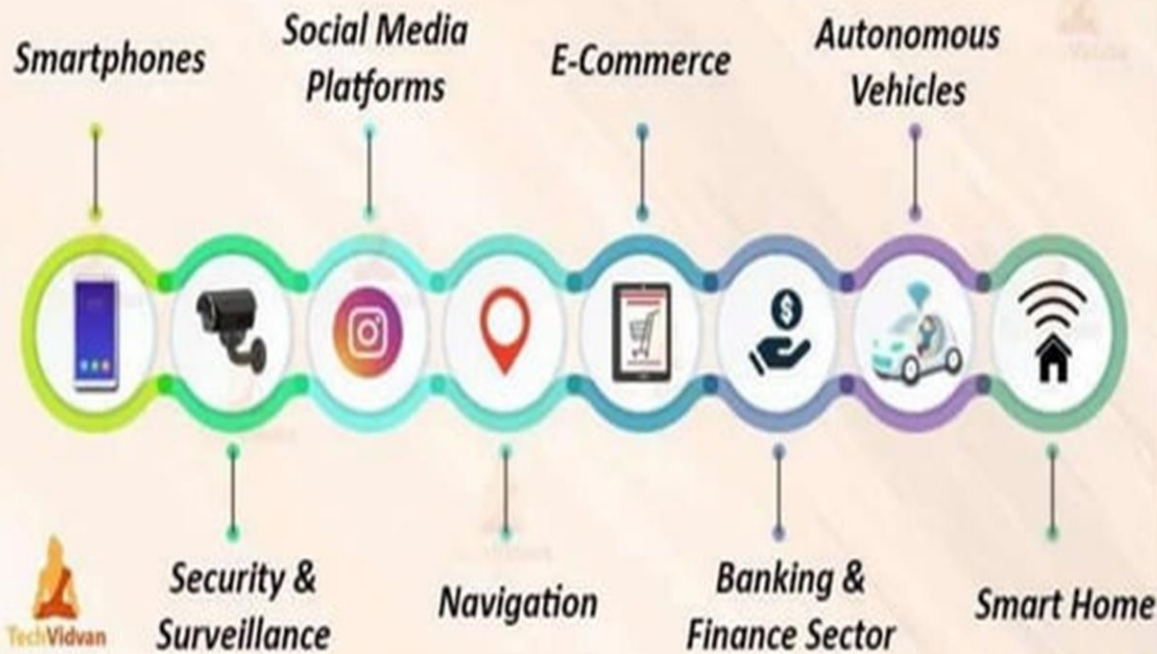 Smartphones
Social Media
Platforms
E-Commerce
Autonomous
Vehicles
Security &
Surveillance
Navigation
Banking &
Finance Sector
Smart Home
TechVidvan